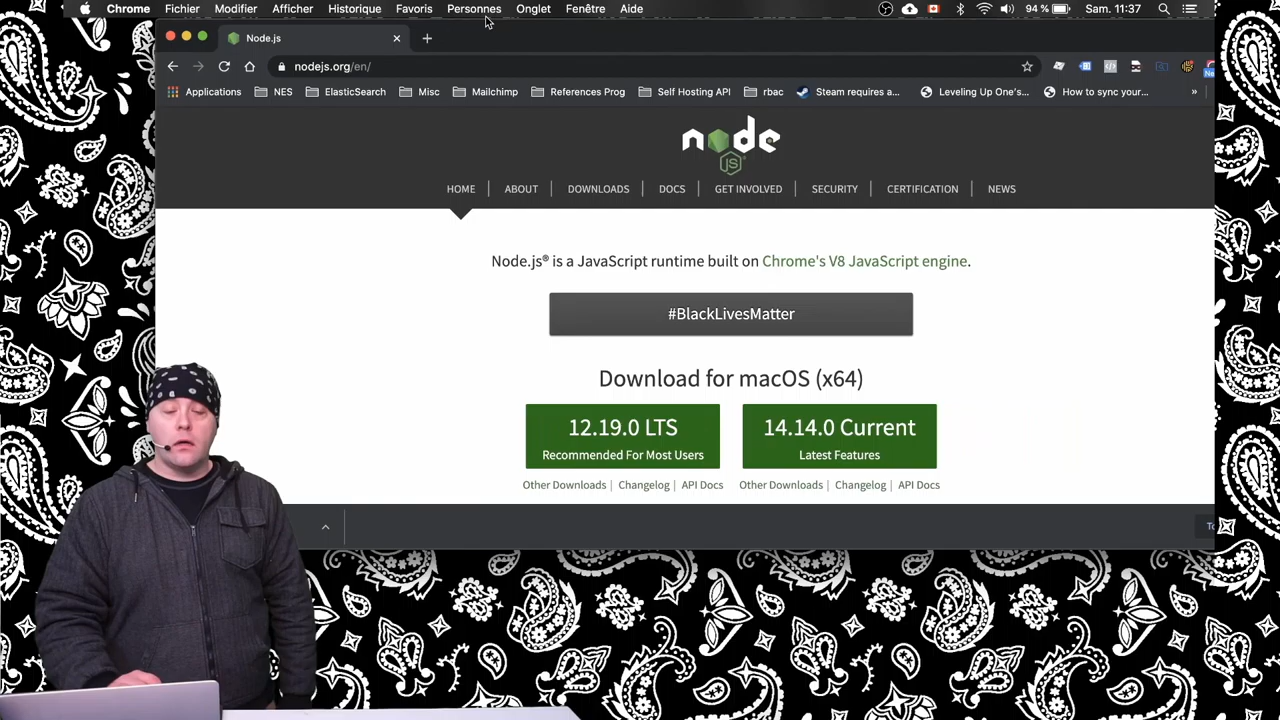 Chrome Fichier Modifier Afficher Historique Favoris Personnes Onglet Fenêtre Aide 94 % Sam. 11:37
Node.js
nodejs.org/en/
Applications NES ElasticSearch Misc Mailchimp References Prog Self Hosting API rbac Steam requires a... Leveling Up One's... How to sync your... »
node
JS
HOME ABOUT DOWNLOADS DOCS GET INVOLVED SECURITY CERTIFICATION NEWS
Node.js® is a JavaScript runtime built on Chrome's V8 JavaScript engine.
#BlackLivesMatter
Download for macOS (x64)
12.19.0 LTS
Recommended For Most Users
14.14.0 Current
Latest Features
Other Downloads | Changelog | API Docs
Other Downloads | Changelog | API Docs